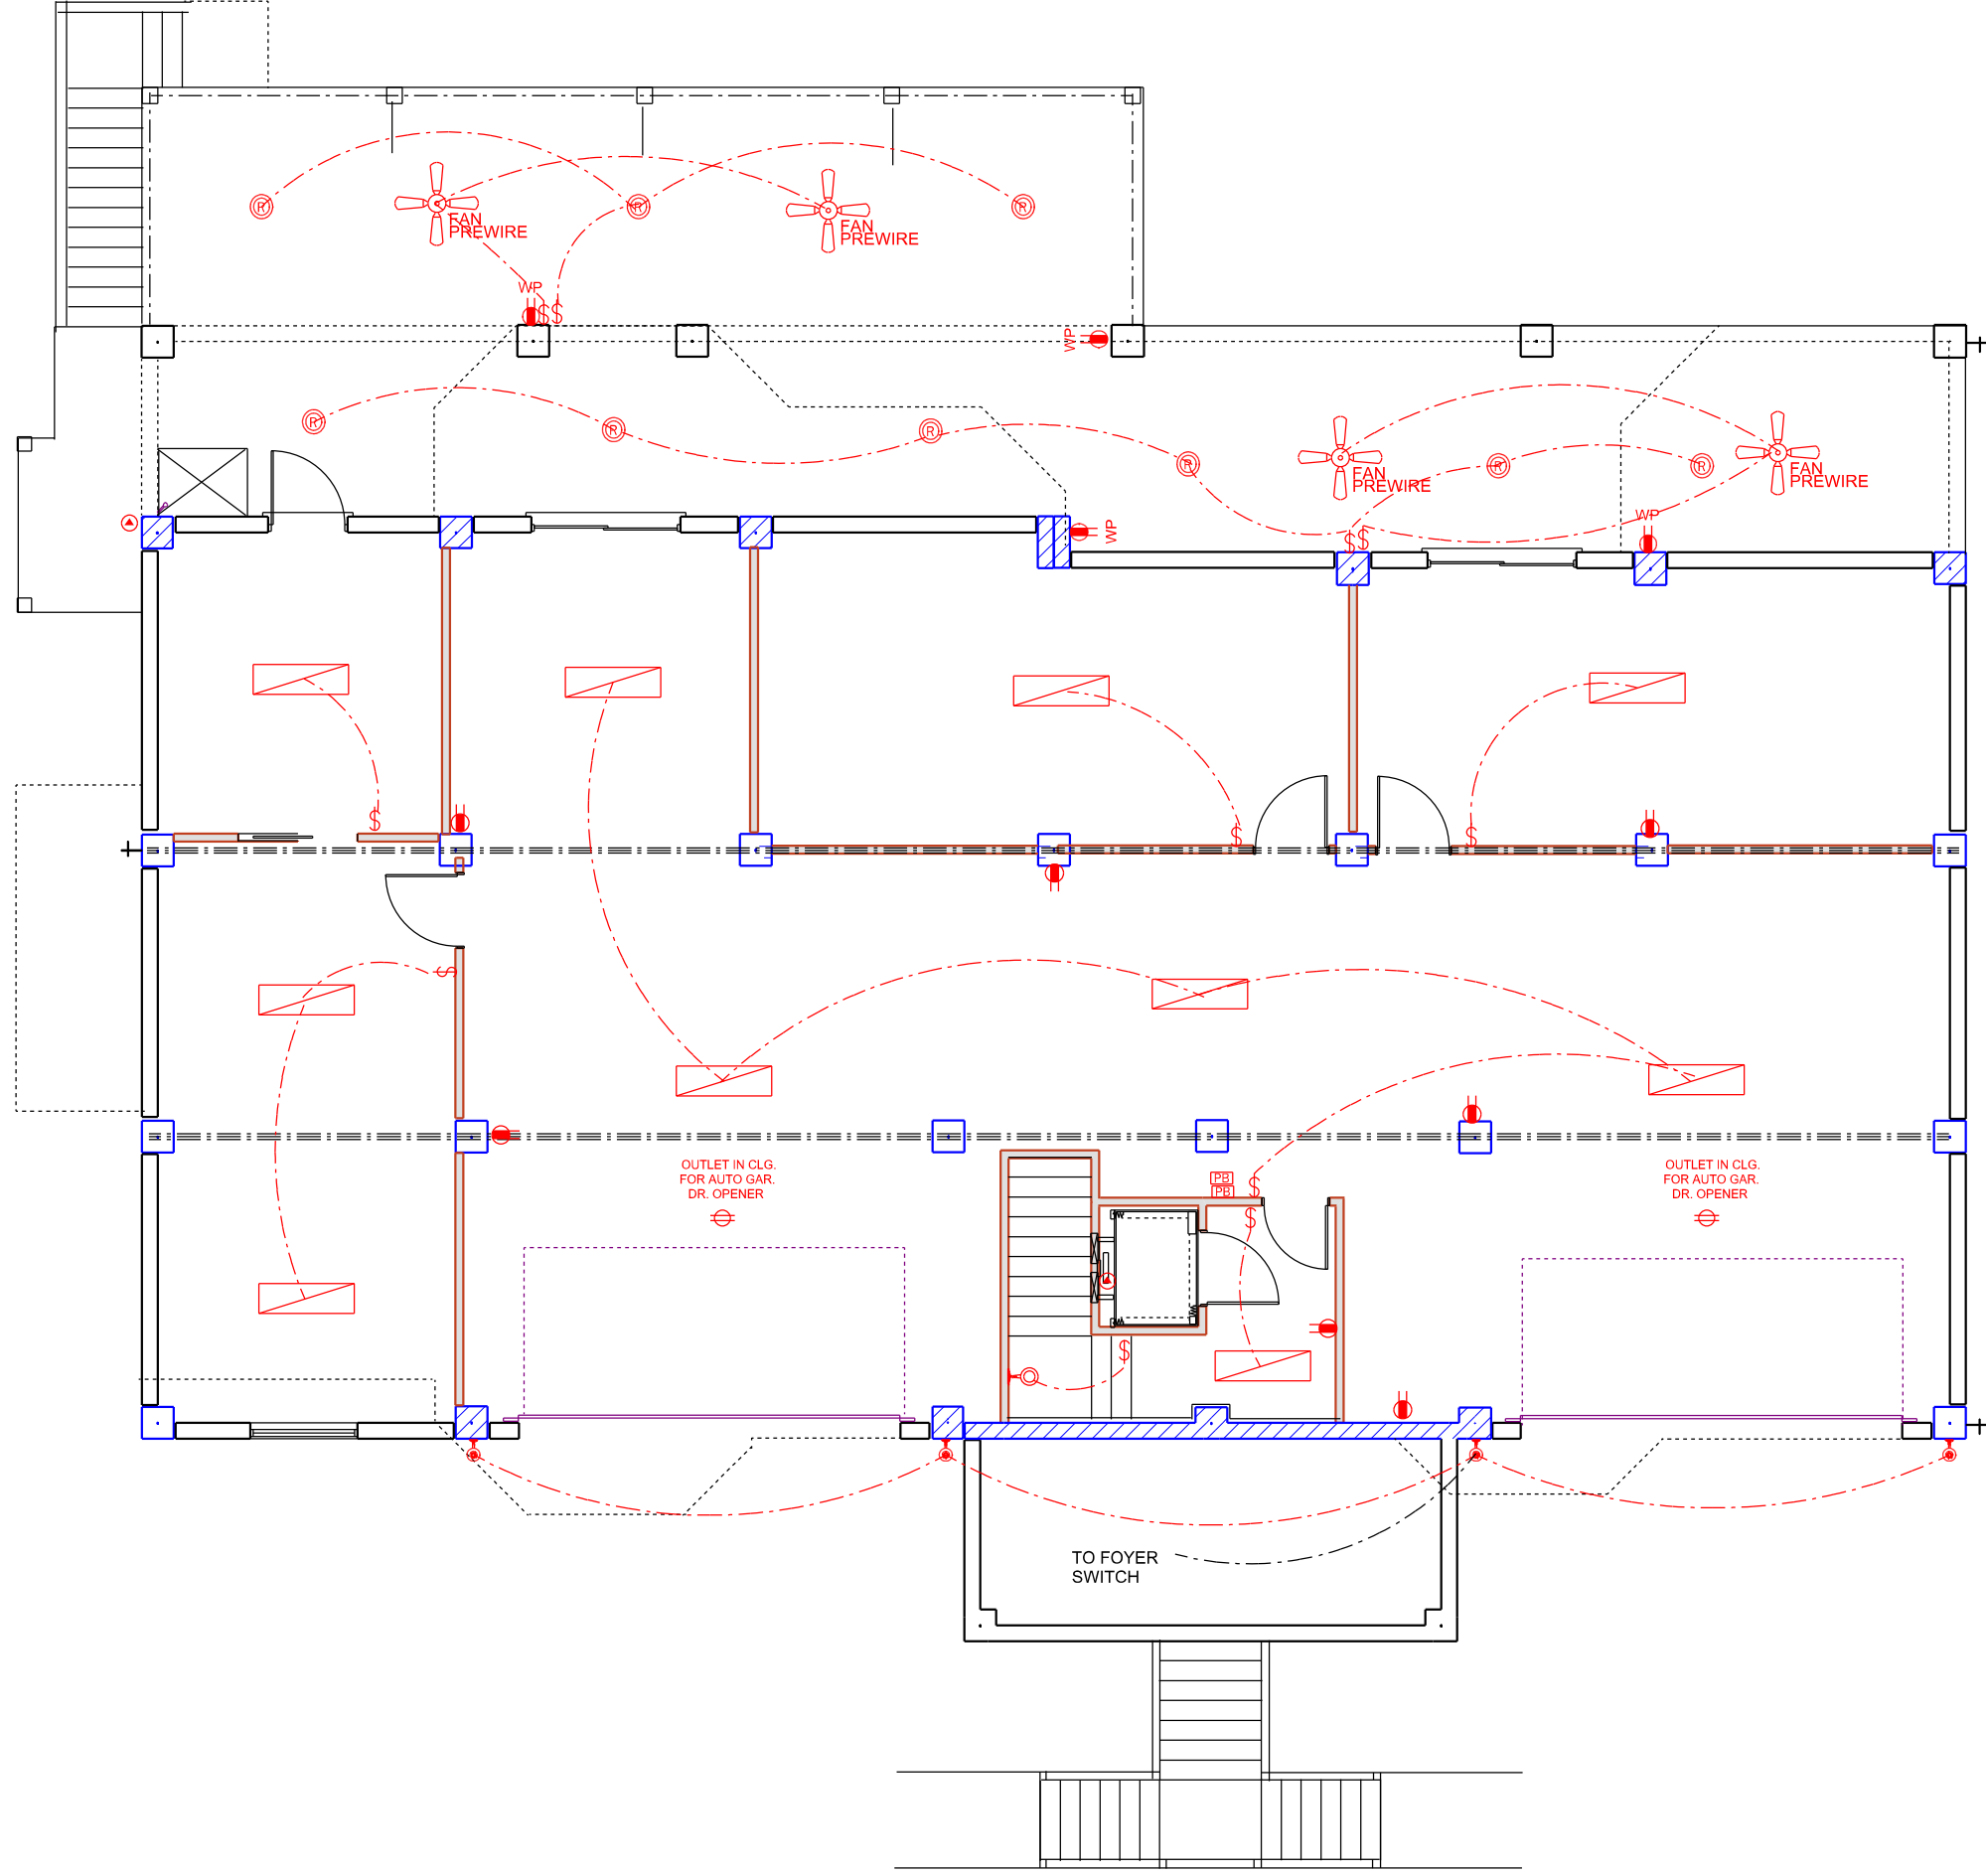 R
R
R
FAN
PREWIRE
FAN
PREWIRE
WP
$$
WP
R
R
R
R
R
R
FAN
PREWIRE
FAN
PREWIRE
WP
$$
WP
$
$
$
$
OUTLET IN CLG.
FOR AUTO GAR.
DR. OPENER
PB
PB
$
$
OUTLET IN CLG.
FOR AUTO GAR.
DR. OPENER
$
TO FOYER
SWITCH